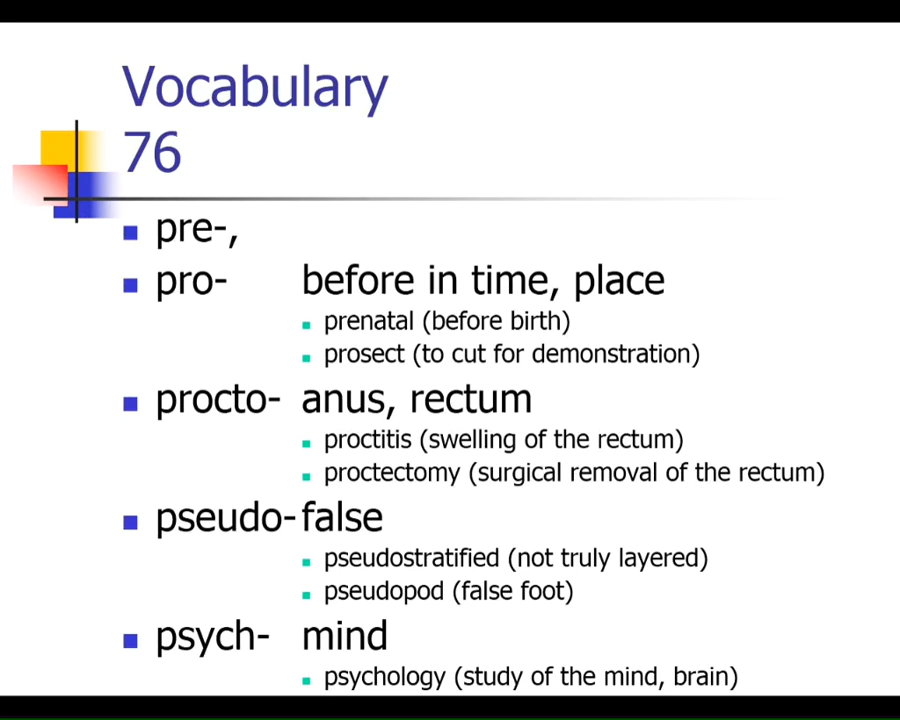 Vocabulary
76
pre-,
pro- before in time, place
prenatal (before birth)
prosect (to cut for demonstration)
procto- anus, rectum
proctitis (swelling of the rectum)
proctectomy (surgical removal of the rectum)
pseudo- false
pseudostratified (not truly layered)
pseudopod (false foot)
psych- mind
psychology (study of the mind, brain)